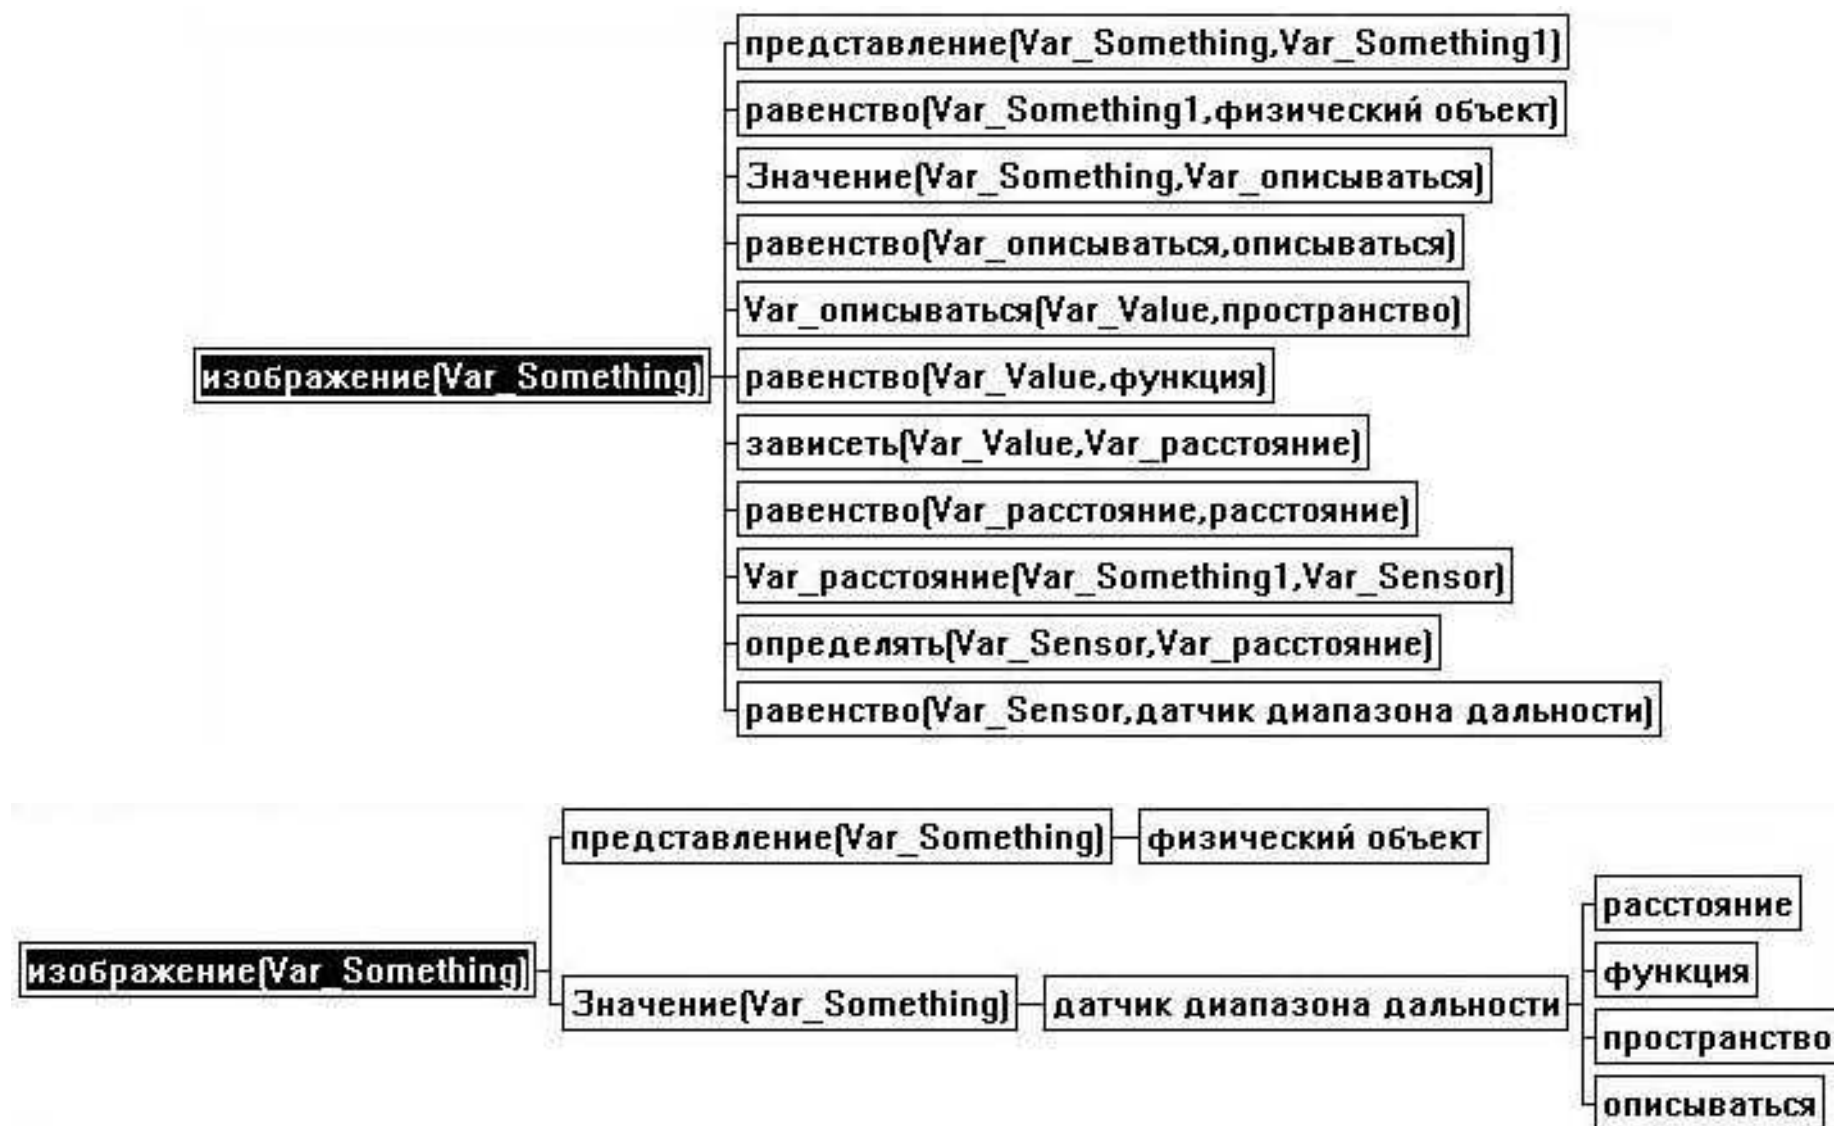 представление(Var_Something,Var_Something1)
равенство(Var_Something1,физический объект)
Значение(Var_Something,Var_описываться)
равенство(Var_описываться,описываться)
Var_описываться(Var_Value,пространство)
изображение(Var_Something)
равенство(Var_Value,функция)
зависеть(Var_Value,Var_расстояние)
равенство(Var_расстояние,расстояние)
Var_расстояние(Var_Something1,Var_Sensor)
определять(Var_Sensor,Var_расстояние)
равенство(Var_Sensor,датчик диапазона дальности)
представление(Var_Something)
физический объект
изображение(Var_Something)
Значение(Var_Something)
датчик диапазона дальности
расстояние
функция
пространство
описываться